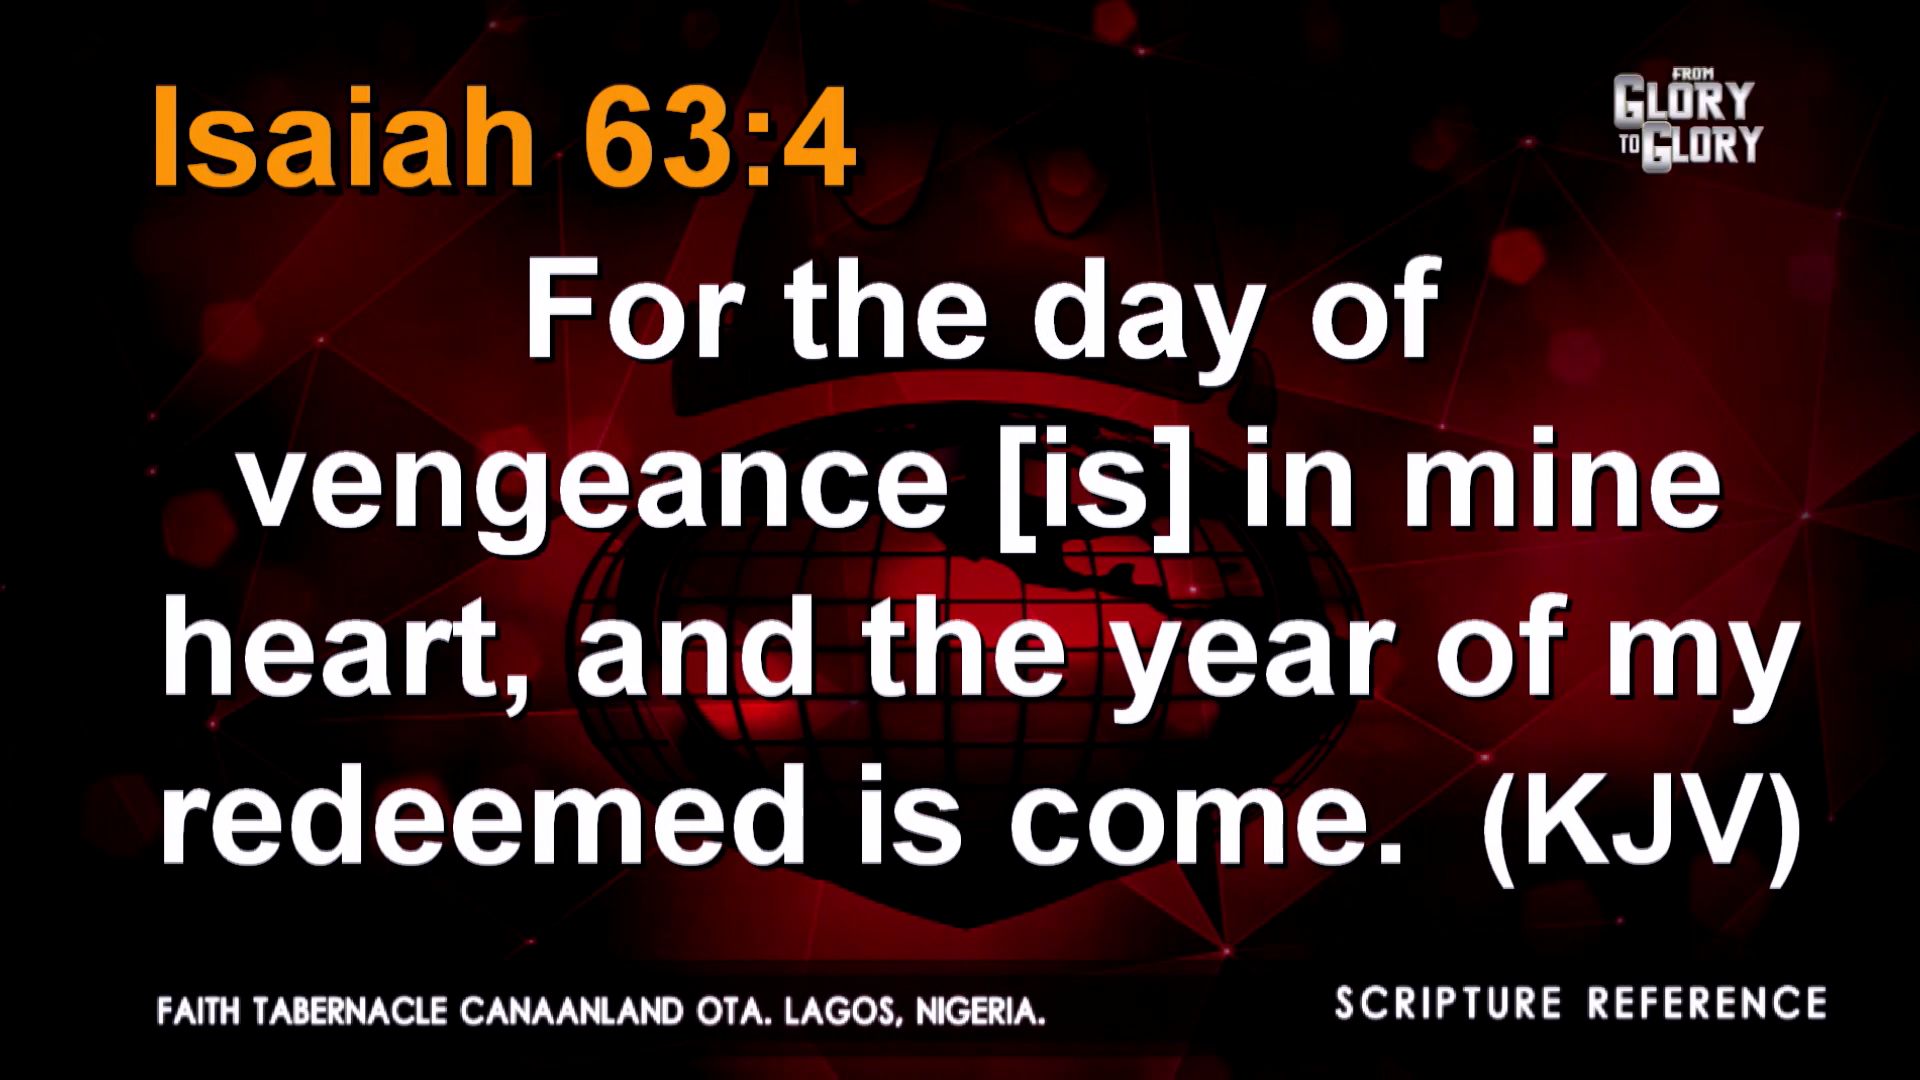 Isaiah 63:4
FROM
GLORY
TO GLORY
For the day of
vengeance [is] in mine
heart, and the year of my
redeemed is come.  (KJV)
FAITH TABERNACLE CANAANLAND OTA. LAGOS, NIGERIA.
SCRIPTURE REFERENCE